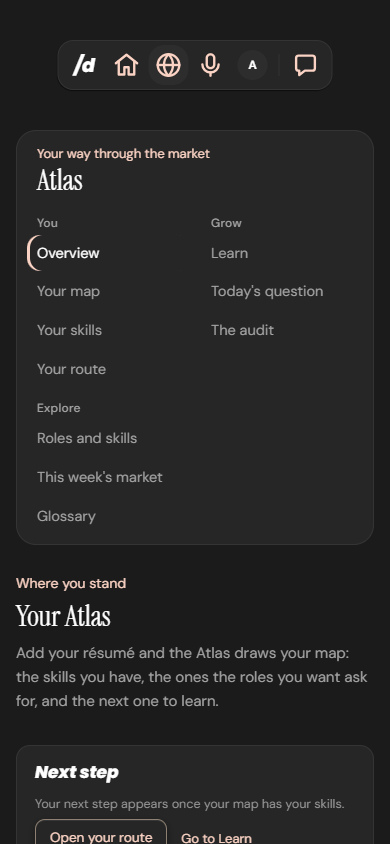 /d
A
Your way through the market
Atlas
You
Overview
Your map
Your skills
Your route
Grow
Learn
Today's question
The audit
Explore
Roles and skills
This week's market
Glossary
Where you stand
Your Atlas
Add your résumé and the Atlas draws your map:
the skills you have, the ones the roles you want ask
for, and the next one to learn.
Next step
Your next step appears once your map has your skills.
Open your route
Go to Learn